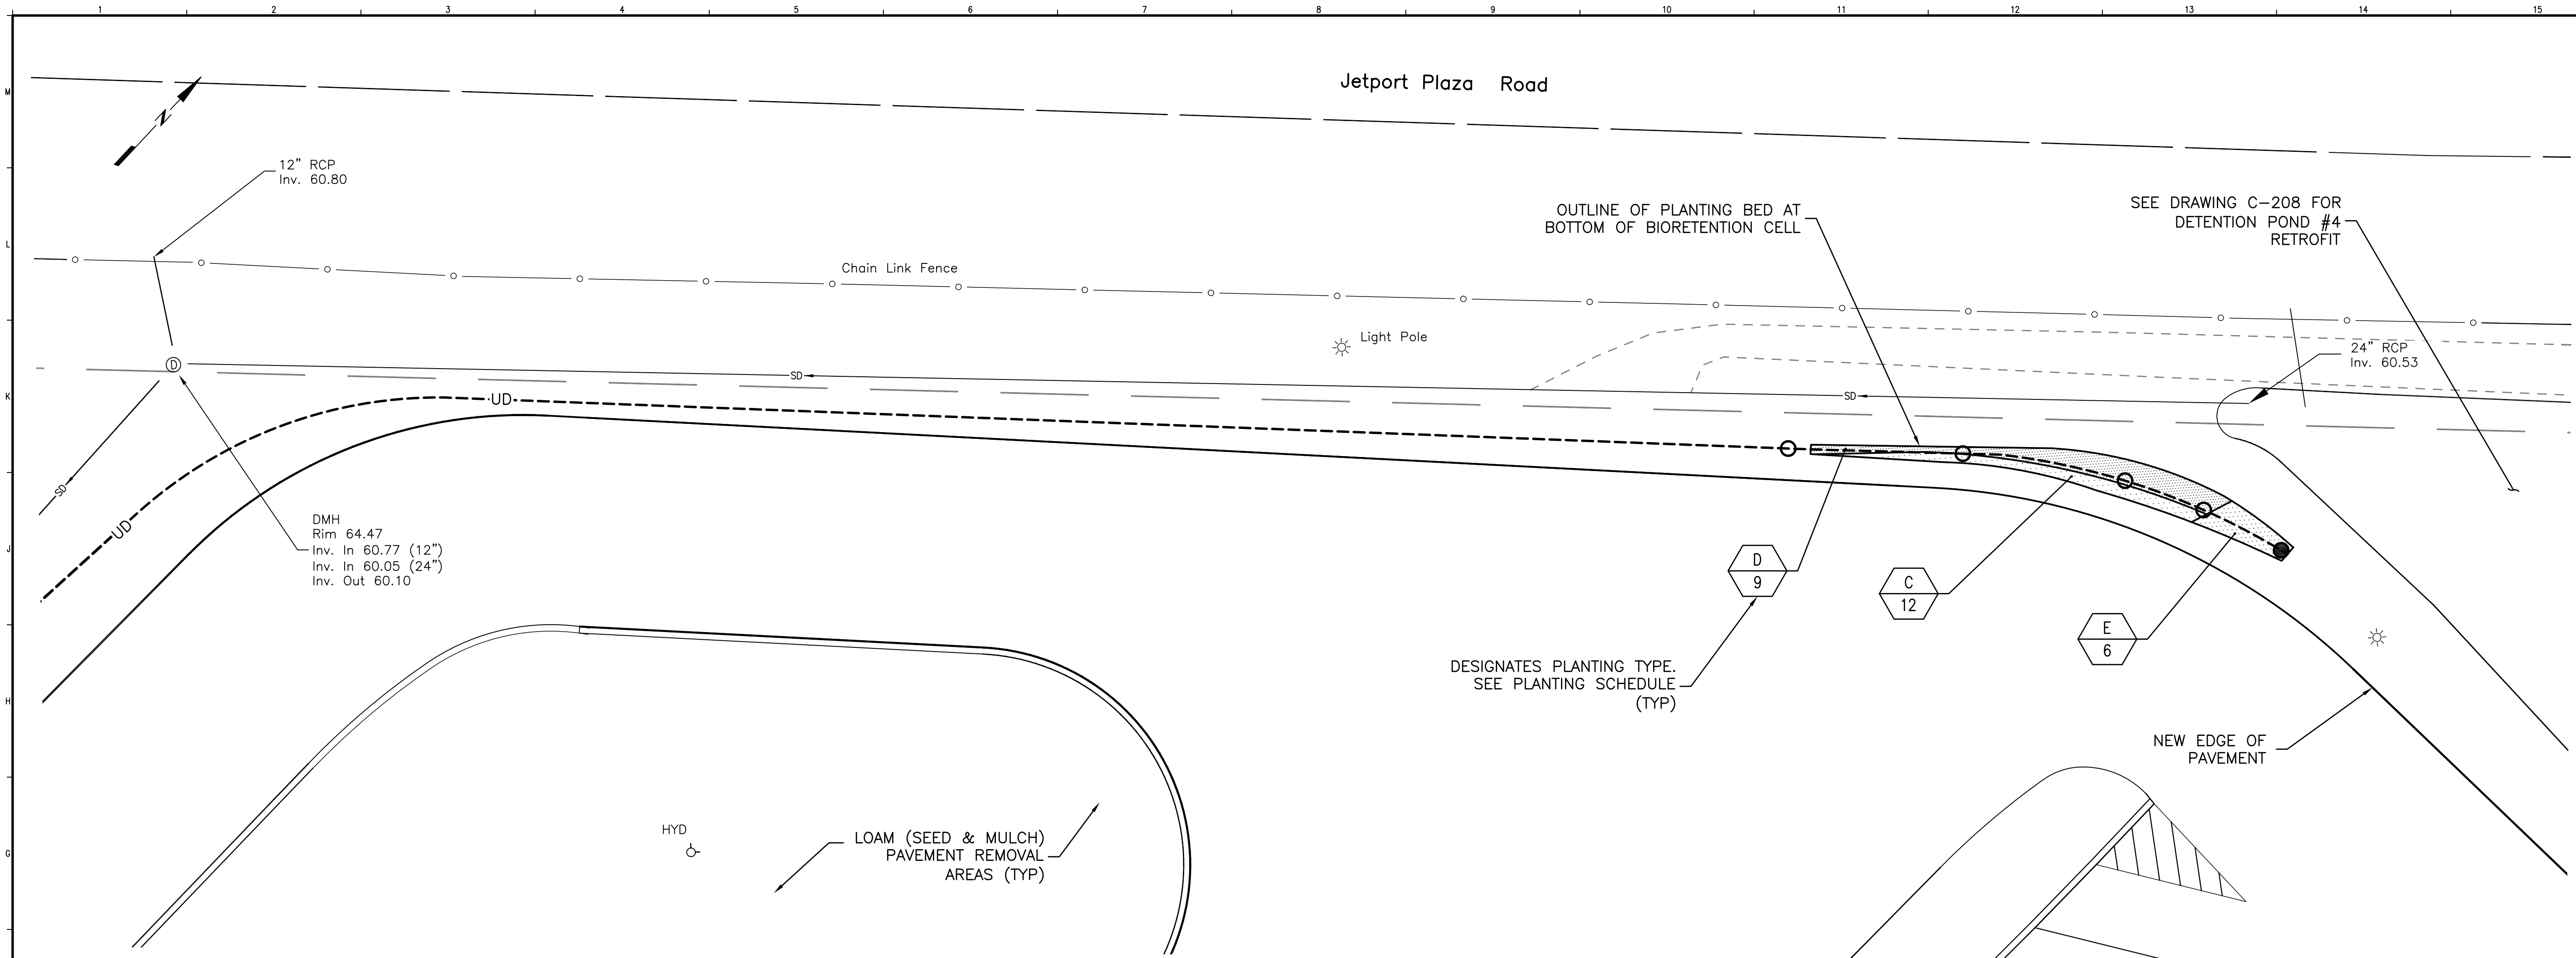 1 2 3 4 5 6 7 8 9 10 11 12 13 14 15
M
L
K
J
H
G
Jetport Plaza Road
N
12" RCP
Inv. 60.80
OUTLINE OF PLANTING BED AT
BOTTOM OF BIORETENTION CELL
SEE DRAWING C-208 FOR
DETENTION POND #4
RETROFIT
Chain Link Fence
Light Pole
24" RCP
Inv. 60.53
D
SD
SD
SD
UD
UD
DMH
Rim 64.47
Inv. In 60.77 (12")
Inv. In 60.05 (24")
Inv. Out 60.10
D
9
C
12
E
6
DESIGNATES PLANTING TYPE.
SEE PLANTING SCHEDULE
(TYP)
NEW EDGE OF
PAVEMENT
HYD
LOAM (SEED & MULCH)
PAVEMENT REMOVAL
AREAS (TYP)